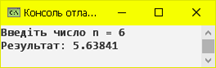 Консоль отла...
Введіть число n = 6
Результат: 5.63841